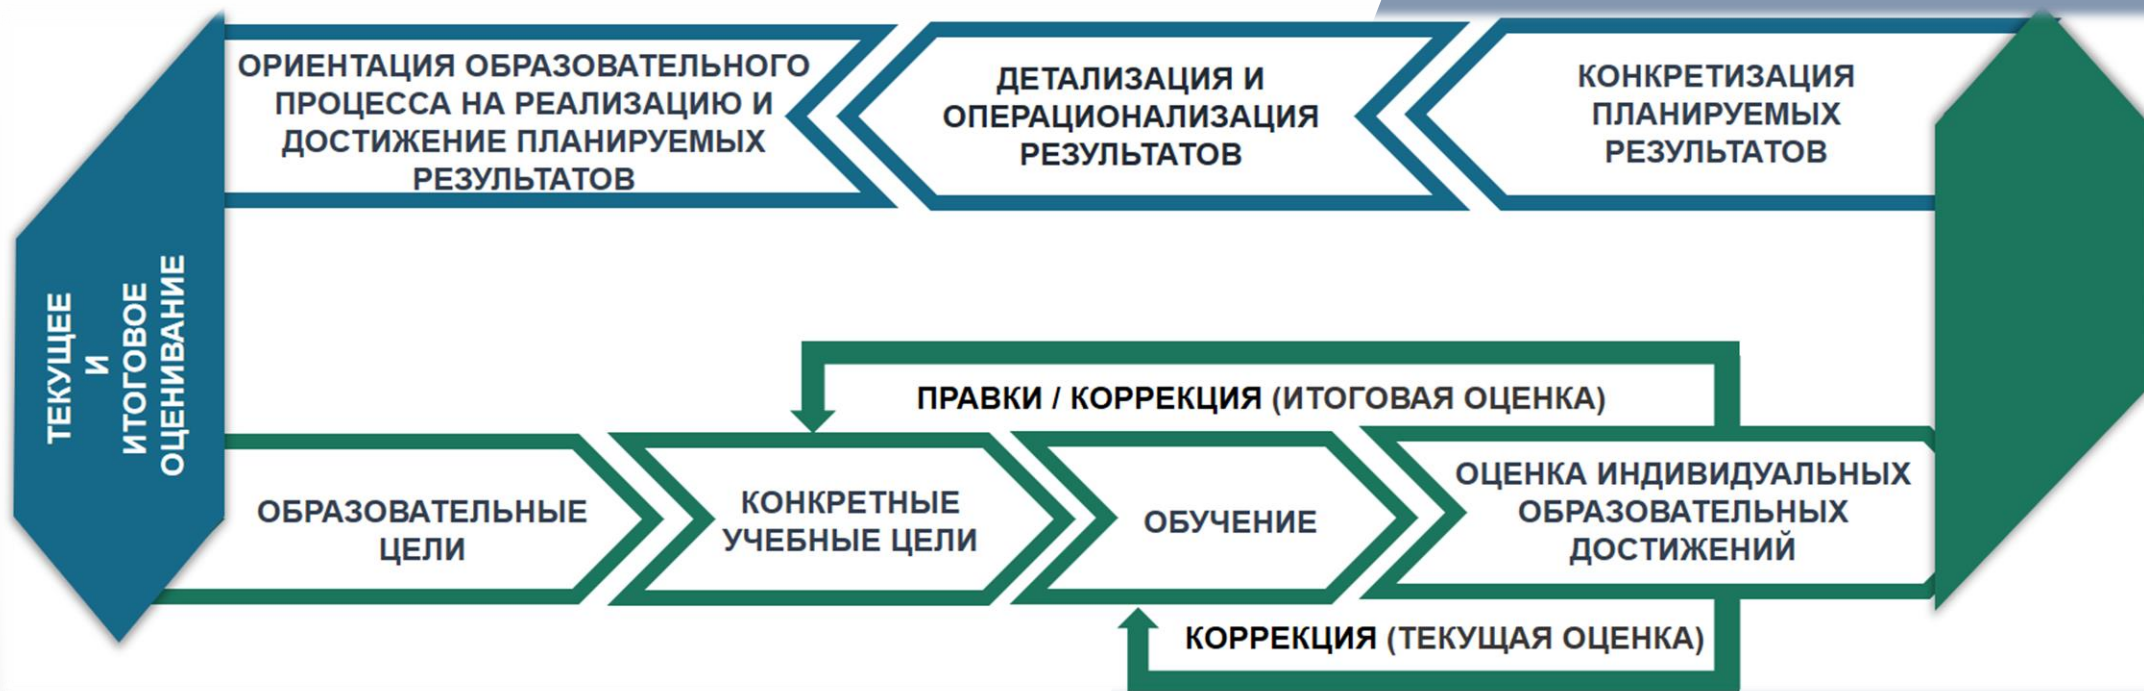 ОРИЕНТАЦИЯ ОБРАЗОВАТЕЛЬНОГО
ПРОЦЕССА НА РЕАЛИЗАЦИЮ И
ДОСТИЖЕНИЕ ПЛАНИРУЕМЫХ
РЕЗУЛЬТАТОВ
ДЕТАЛИЗАЦИЯ И
ОПЕРАЦИОНАЛИЗАЦИЯ
РЕЗУЛЬТАТОВ
КОНКРЕТИЗАЦИЯ
ПЛАНИРУЕМЫХ
РЕЗУЛЬТАТОВ
ТЕКУЩЕЕ
И
ИТОГОВОЕ
ОЦЕНИВАНИЕ
ПРАВКИ / КОРРЕКЦИЯ (ИТОГОВАЯ ОЦЕНКА)
ОБРАЗОВАТЕЛЬНЫЕ
ЦЕЛИ
КОНКРЕТНЫЕ
УЧЕБНЫЕ ЦЕЛИ
ОБУЧЕНИЕ
ОЦЕНКА ИНДИВИДУАЛЬНЫХ
ОБРАЗОВАТЕЛЬНЫХ
ДОСТИЖЕНИЙ
КОРРЕКЦИЯ (ТЕКУЩАЯ ОЦЕНКА)